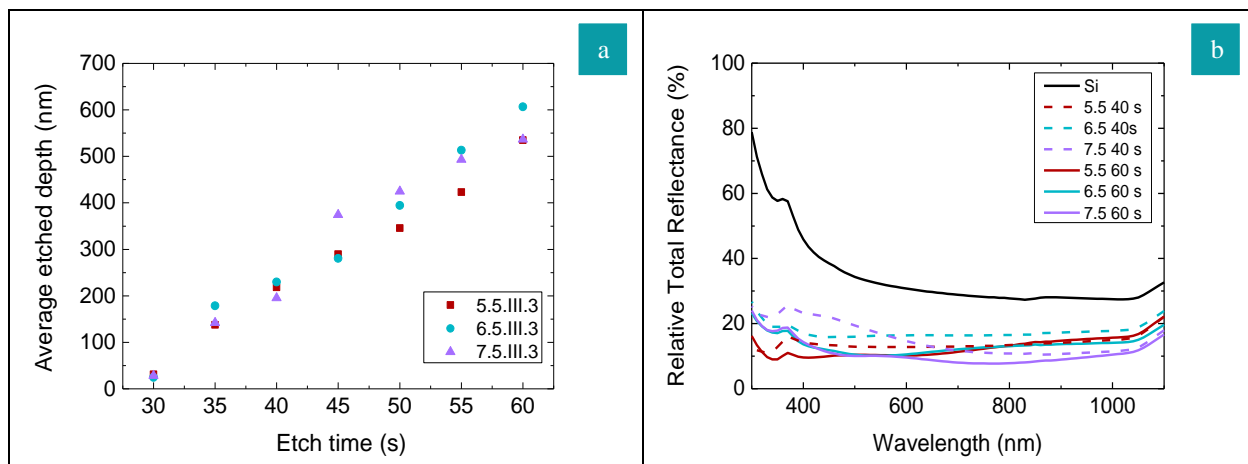 a
700
600
500
400
300
200
100
0
Average etched depth (nm)
30 35 40 45 50 55 60
Etch time (s)
5.5.III.3
6.5.III.3
7.5.III.3
b
100
80
60
40
20
0
Relative Total Reflectance (%)
400 600 800 1000
Wavelength (nm)
Si
5.5 40 s
6.5 40s
7.5 40 s
5.5 60 s
6.5 60 s
7.5 60 s